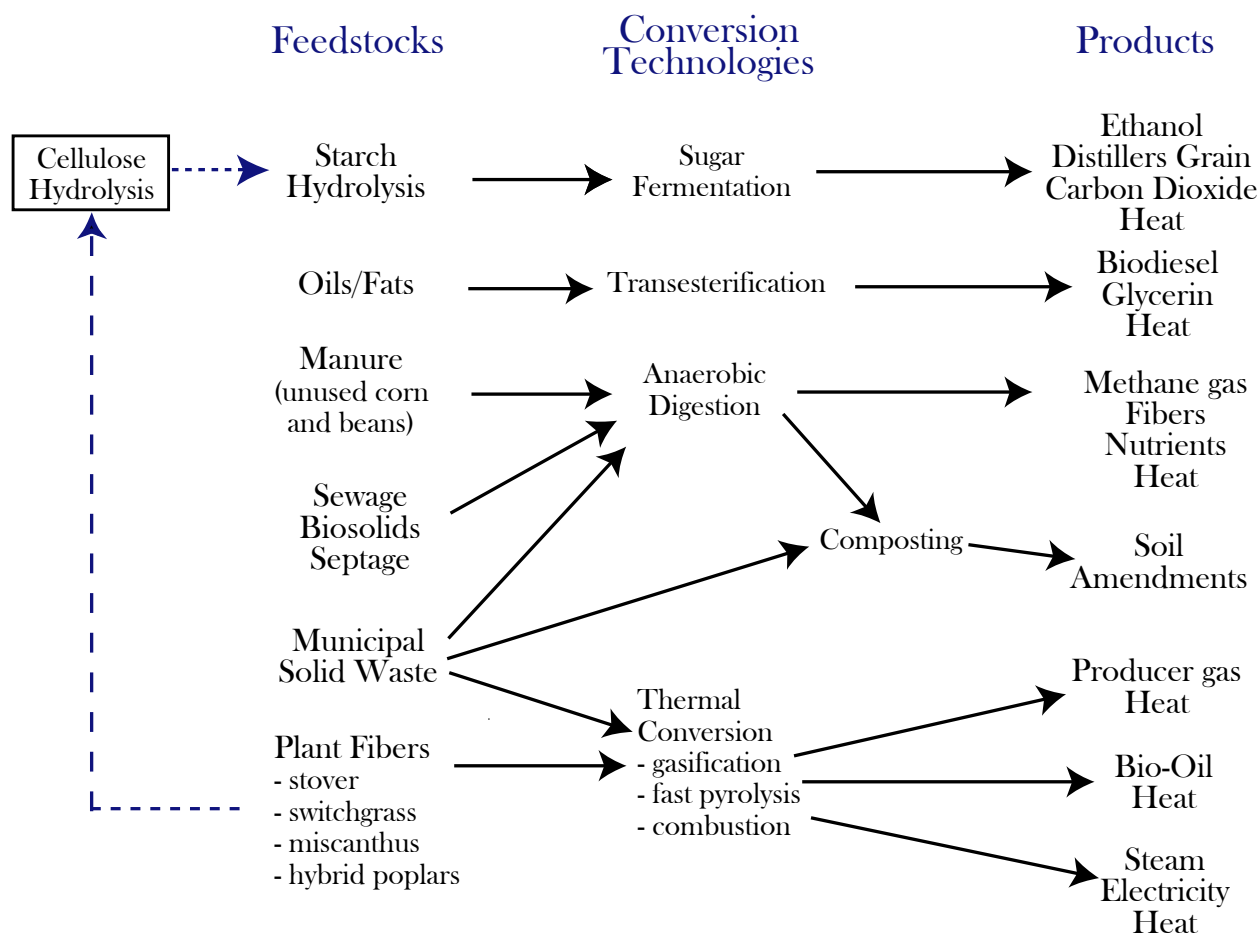 Feedstocks
Conversion
Technologies
Products
Cellulose
Hydrolysis
Starch
Hydrolysis
Sugar
Fermentation
Ethanol
Distillers Grain
Carbon Dioxide
Heat
Oils/Fats
Transesterification
Biodiesel
Glycerin
Heat
Manure
(unused corn
and beans)
Anaerobic
Digestion
Methane gas
Fibers
Nutrients
Heat
Sewage
Biosolids
Septage
Composting
Soil
Amendments
Municipal
Solid Waste
Thermal
Conversion
- gasification
- fast pyrolysis
- combustion
Producer gas
Heat
Plant Fibers
- stover
- switchgrass
- miscanthus
- hybrid poplars
Bio-Oil
Heat
Steam
Electricity
Heat